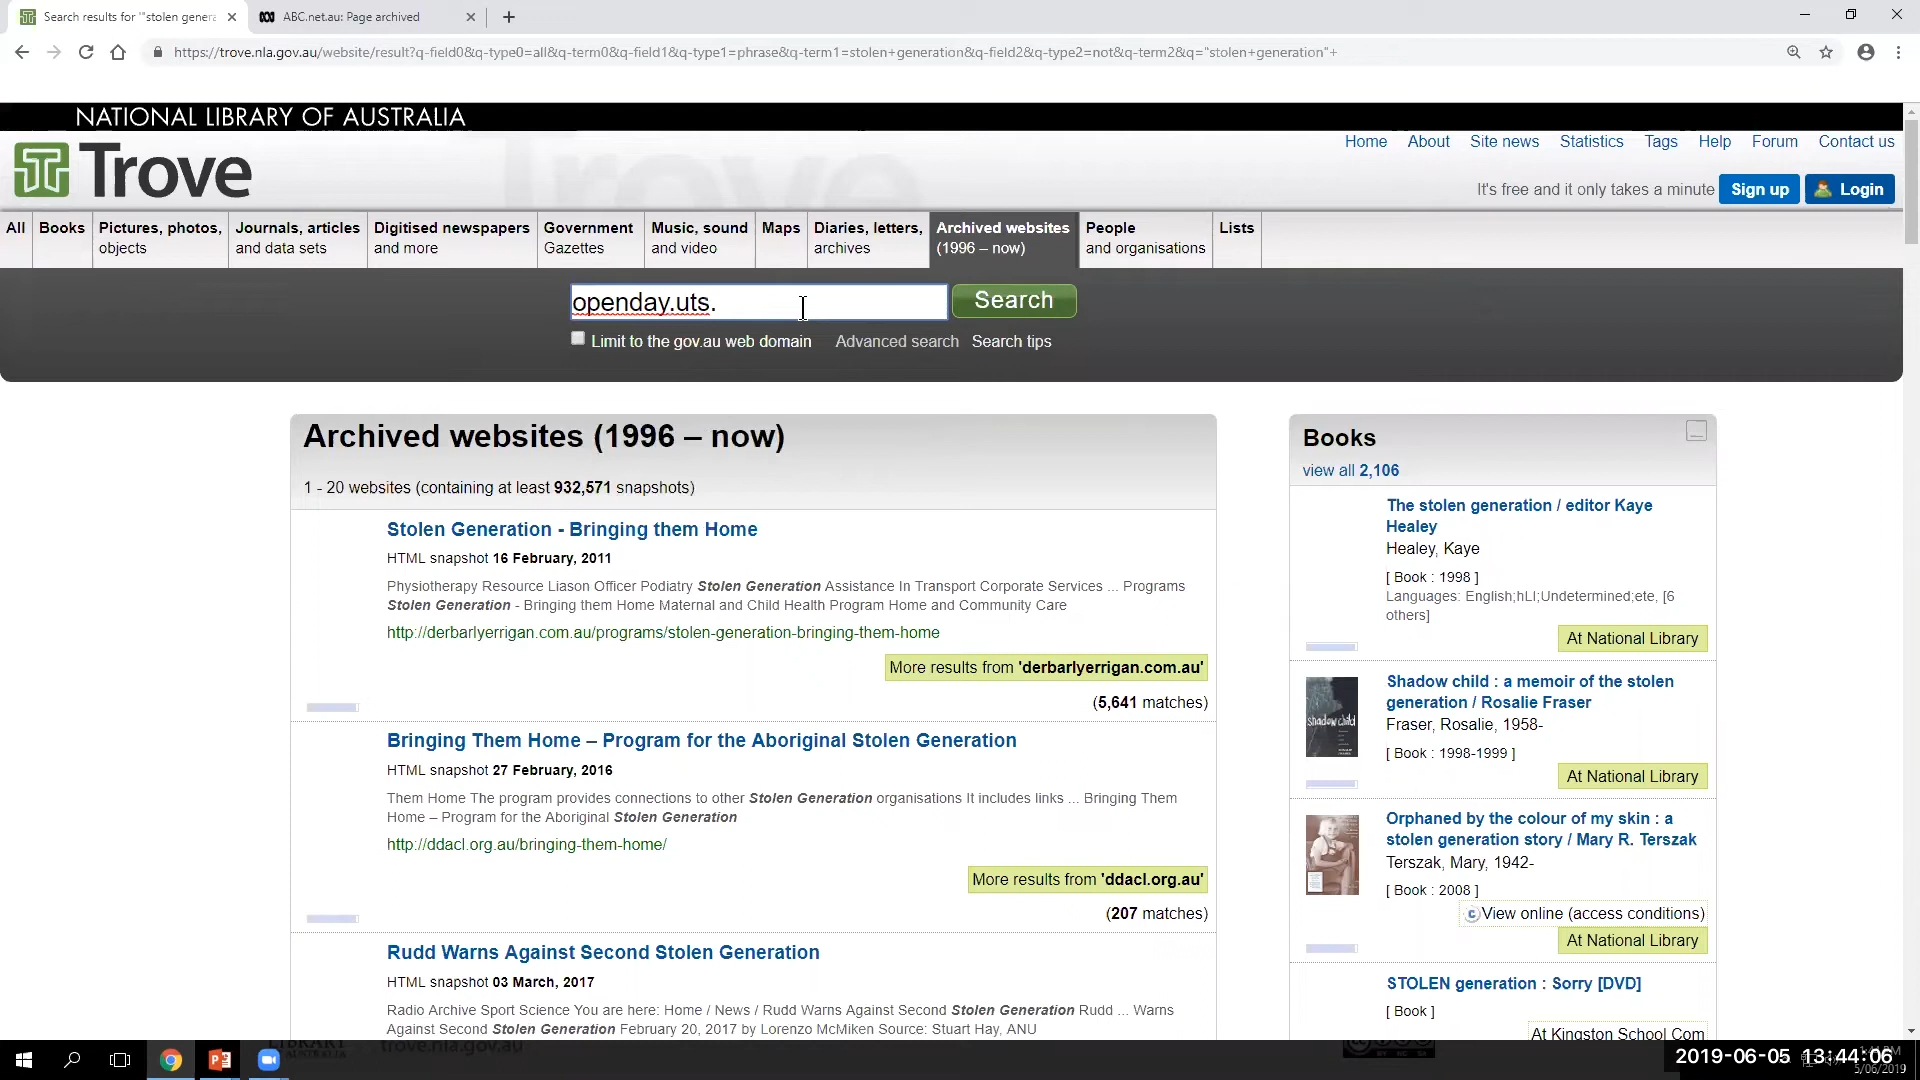 Search results for '"stolen genera
ABC.net.au: Page archived
https://trove.nla.gov.au/website/result?q-field0&q-type0=all&q-term0&q-field1&q-type1=phrase&q-term1=stolen+generation&q-field2&q-type2=not&q-term2&q="stolen+generation"+
NATIONAL LIBRARY OF AUSTRALIA
Trove
Home About Site news Statistics Tags Help Forum Contact us
It's free and it only takes a minute Sign up Login
All Books Pictures, photos, Journals, articles Digitised newspapers Government Music, sound Maps Diaries, letters, Archived websites People Lists
objects and data sets and more Gazettes and video archives (1996 – now) and organisations
openday.uts. Search
Limit to the gov.au web domain Advanced search Search tips
Archived websites (1996 – now)
1 - 20 websites (containing at least 932,571 snapshots)
Stolen Generation - Bringing them Home
HTML snapshot 16 February, 2011
Physiotherapy Resource Liason Officer Podiatry Stolen Generation Assistance In Transport Corporate Services ... Programs
Stolen Generation - Bringing them Home Maternal and Child Health Program Home and Community Care
http://derbarlyerrigan.com.au/programs/stolen-generation-bringing-them-home
More results from 'derbarlyerrigan.com.au'
(5,641 matches)
Bringing Them Home – Program for the Aboriginal Stolen Generation
HTML snapshot 27 February, 2016
Them Home The program provides connections to other Stolen Generation organisations It includes links ... Bringing Them
Home – Program for the Aboriginal Stolen Generation
http://ddacl.org.au/bringing-them-home/
More results from 'ddacl.org.au'
(207 matches)
Rudd Warns Against Second Stolen Generation
HTML snapshot 03 March, 2017
Radio Archive Sport Science You are here: Home / News / Rudd Warns Against Second Stolen Generation Rudd ... Warns
Against Second Stolen Generation February 20, 2017 by Lorenzo McMiken Source: Stuart Hay, ANU
Books
view all 2,106
The stolen generation / editor Kaye
Healey
Healey, Kaye
[ Book : 1998 ]
Languages: English;hLI;Undetermined;ete, [6
others]
At National Library
shadow child
Shadow child : a memoir of the stolen
generation / Rosalie Fraser
Fraser, Rosalie, 1958-
[ Book : 1998-1999 ]
At National Library
Orphaned by the colour of my skin : a
stolen generation story / Mary R. Terszak
Terszak, Mary, 1942-
[ Book : 2008 ]
View online (access conditions)
At National Library
STOLEN generation : Sorry [DVD]
[ Book ]
At Kingston School Com
trove.nla.gov.au
2019-06-05 13:44:06
5/06/2019